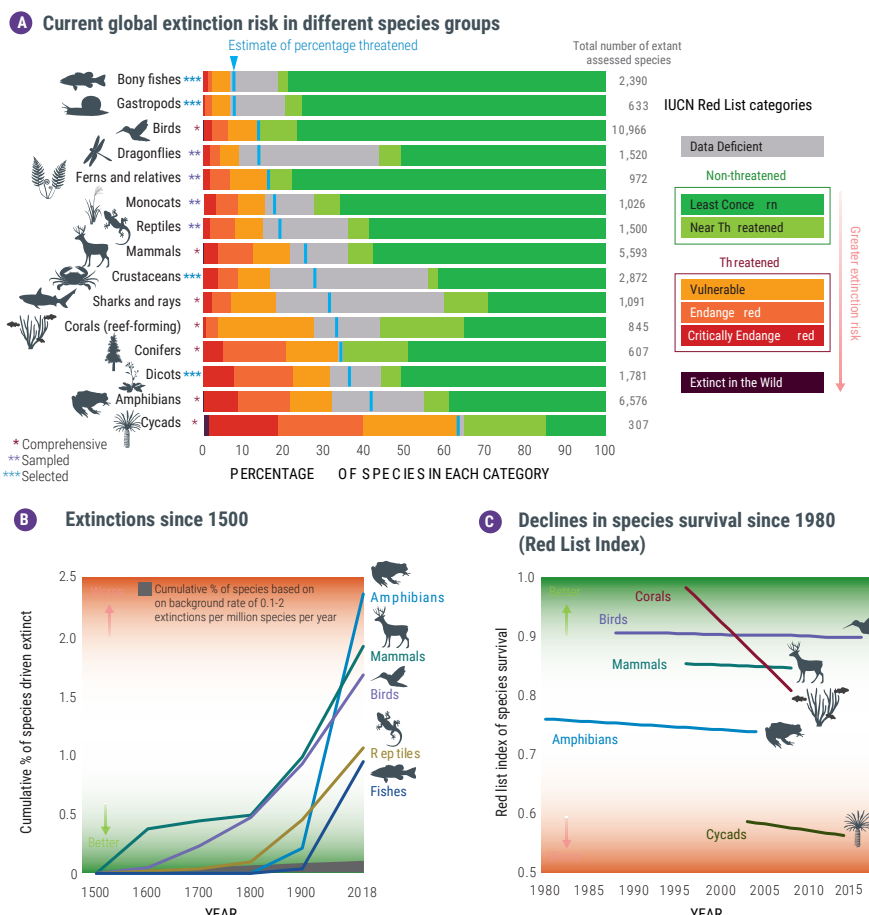 A Current global extinction risk in different species groups
Estimate of percentage threatened
Total number of extant
assessed species
Bony fishes *** 2,390
Gastropods *** 633
Birds * 10,966
Dragonflies ** 1,520
Ferns and relatives ** 972
Monocats ** 1,026
Reptiles ** 1,500
Mammals * 5,593
Crustaceans *** 2,872
Sharks and rays * 1,091
Corals (reef-forming) * 845
Conifers * 607
Dicots *** 1,781
Amphibians * 6,576
Cycads * 307
0 10 20 30 40 50 60 70 80 90 100
PERCENTAGE OF SPECIES IN EACH CATEGORY
* Comprehensive
** Sampled
*** Selected
IUCN Red List categories
Data Deficient
Non-threatened
Least Conce rn
Near Th reatened
Threatened
Vulnerable
Endange red
Critically Endange red
Extinct in the Wild
Greater extinction risk
B Extinctions since 1500
Cumulative % of species driven extinct
2.5
2.0
1.5
1.0
0.5
0
Cumulative % of species based on
on background rate of 0.1-2
extinctions per million species per year
Better
Amphibians
Mammals
Birds
Reptiles
Fishes
1500 1600 1700 1800 1900 2018
YEAR
C Declines in species survival since 1980
(Red List Index)
Red list index of species survival
1.0
0.9
0.8
0.7
0.6
0.5
Better
Corals
Birds
Mammals
Amphibians
Cycads
1980 1985 1990 1995 2000 2005 2010 2015
YEAR